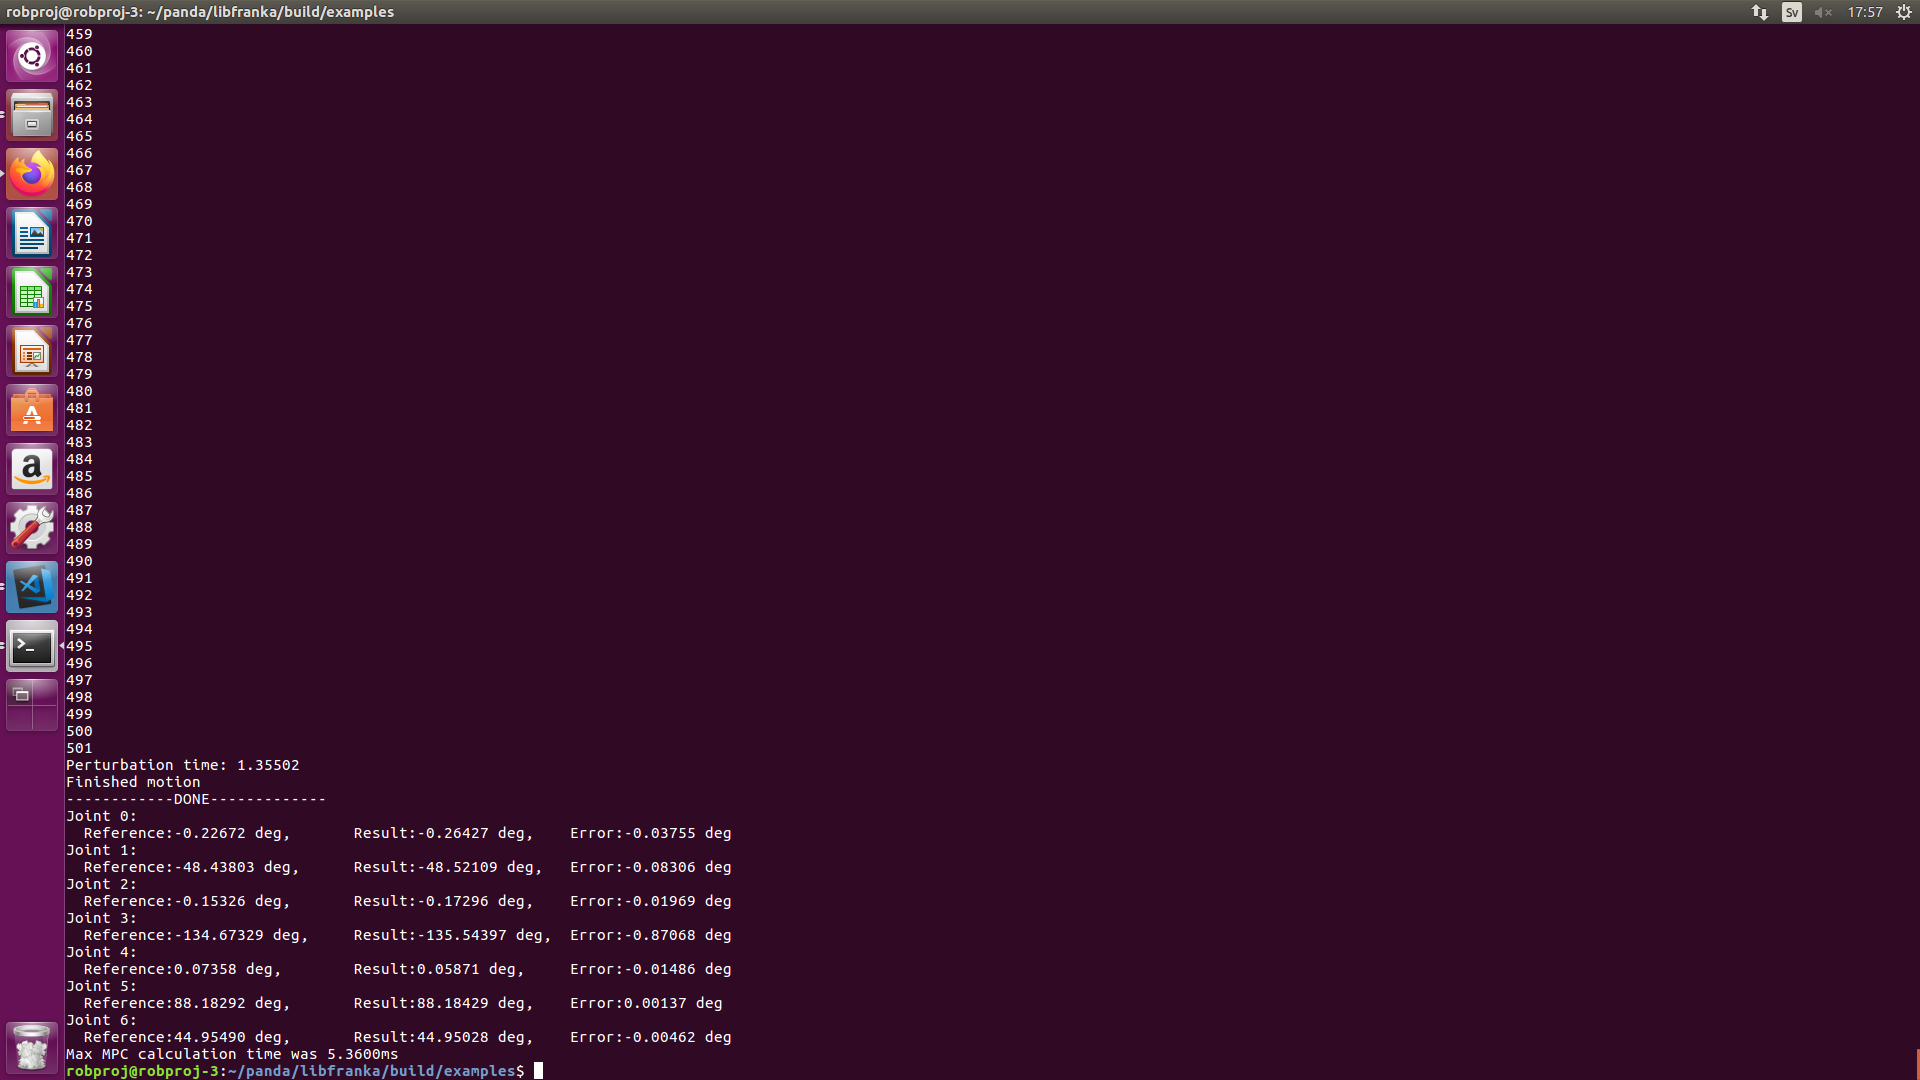 robproj@robproj-3: ~/panda/libfranka/build/examples
Sv
17:57
459
460
461
462
463
464
465
466
467
468
469
470
471
472
473
474
475
476
477
478
479
480
481
482
483
484
485
486
487
488
489
490
491
492
493
494
495
496
497
498
499
500
501
Perturbation time: 1.35502
Finished motion
------------DONE-------------
Joint 0:
  Reference:-0.22672 deg,       Result:-0.26427 deg,    Error:-0.03755 deg
Joint 1:
  Reference:-48.43803 deg,      Result:-48.52109 deg,   Error:-0.08306 deg
Joint 2:
  Reference:-0.15326 deg,       Result:-0.17296 deg,    Error:-0.01969 deg
Joint 3:
  Reference:-134.67329 deg,     Result:-135.54397 deg,  Error:-0.87068 deg
Joint 4:
  Reference:0.07358 deg,        Result:0.05871 deg,     Error:-0.01486 deg
Joint 5:
  Reference:88.18292 deg,       Result:88.18429 deg,    Error:0.00137 deg
Joint 6:
  Reference:44.95490 deg,       Result:44.95028 deg,    Error:-0.00462 deg
Max MPC calculation time was 5.3600ms
robproj@robproj-3:~/panda/libfranka/build/examples$